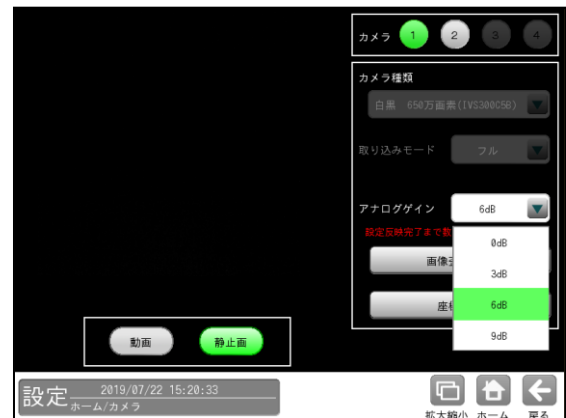 カメラ 1 2 3 4
カメラ種類
白黒 650万画素(IVS300C5B)
取り込みモード フル
アナログゲイン 6dB
設定反映完了まで数
0dB
画像
3dB
座
6dB
9dB
動画 静止画
設定 2019/07/22 15:20:33
ホーム/カメラ
拡大縮小 ホーム 戻る